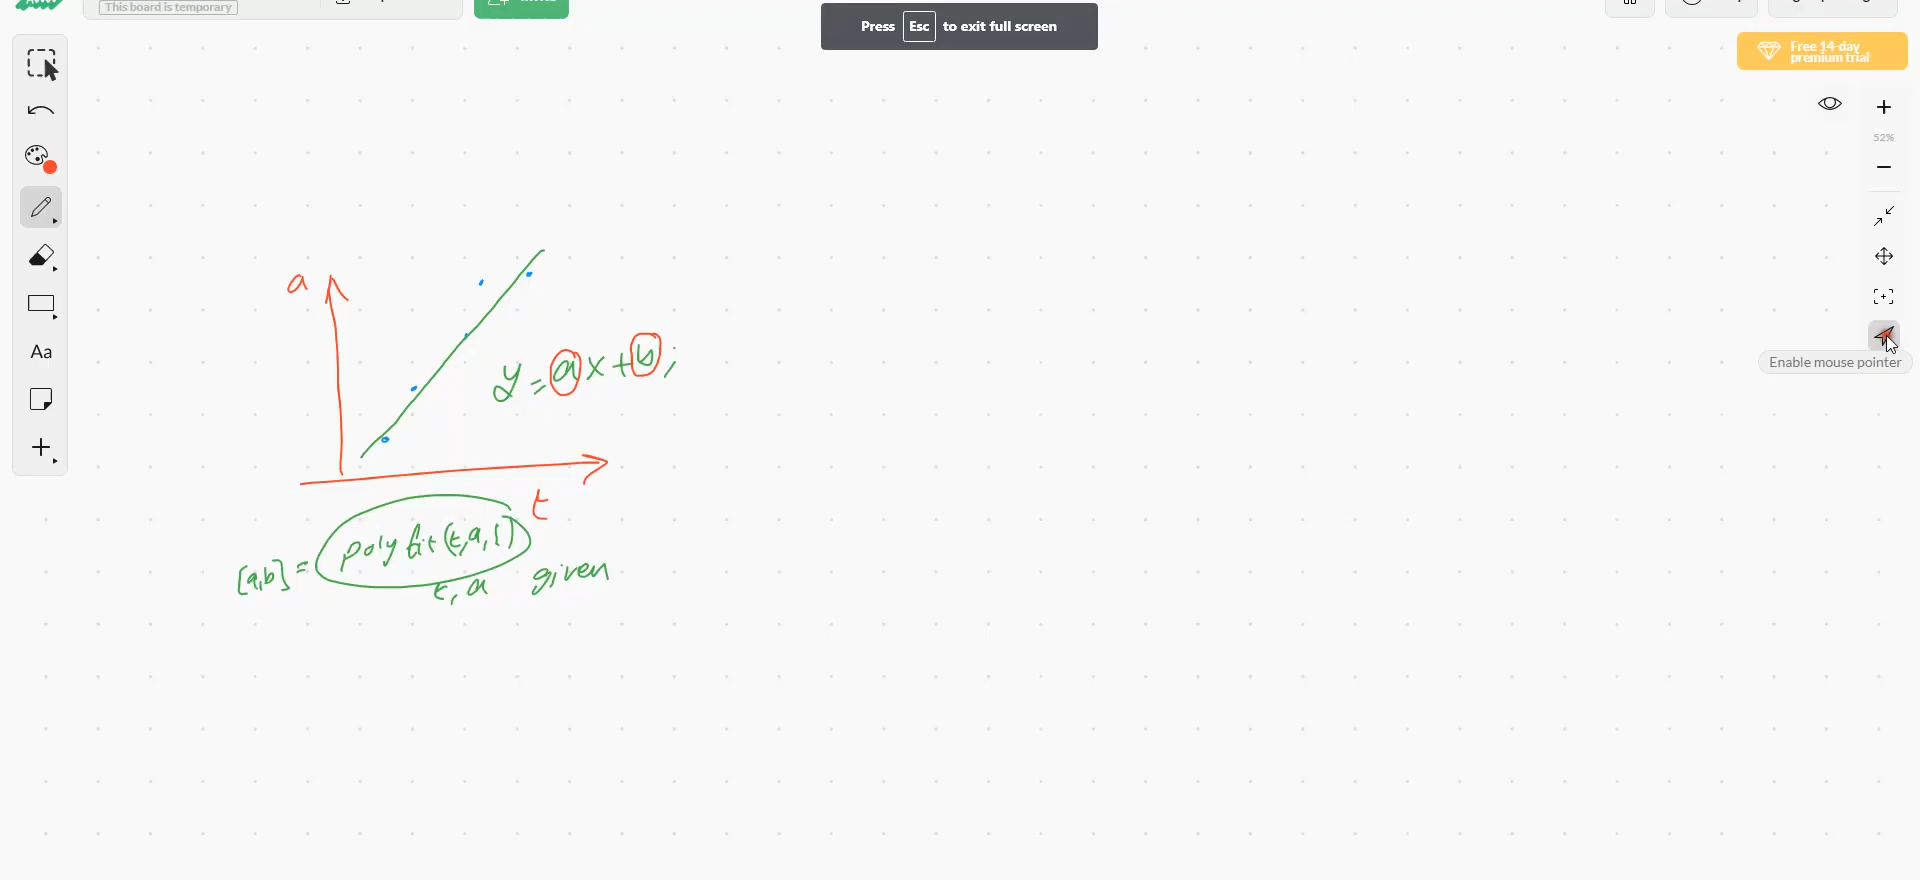 This board is temporary
Press Esc to exit full screen
Free 14-day
premium trial
52%
Enable mouse pointer
Aa
a
y = ax + b;
t
[a,b] = polyfit(t,a,1)
t, a given